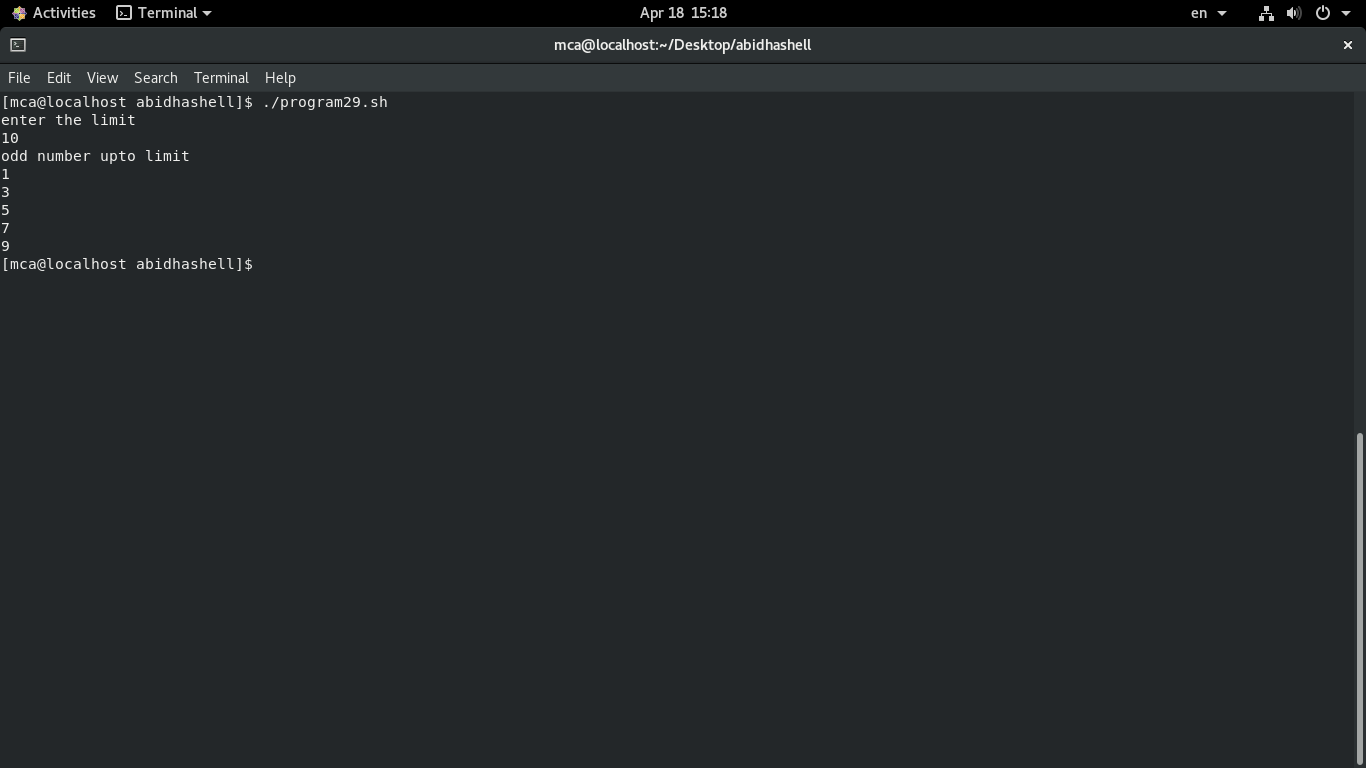 Activities Terminal Apr 18 15:18 en
mca@localhost:~/Desktop/abidhashell
File Edit View Search Terminal Help
[mca@localhost abidhashell]$ ./program29.sh
enter the limit
10
odd number upto limit
1
3
5
7
9
[mca@localhost abidhashell]$